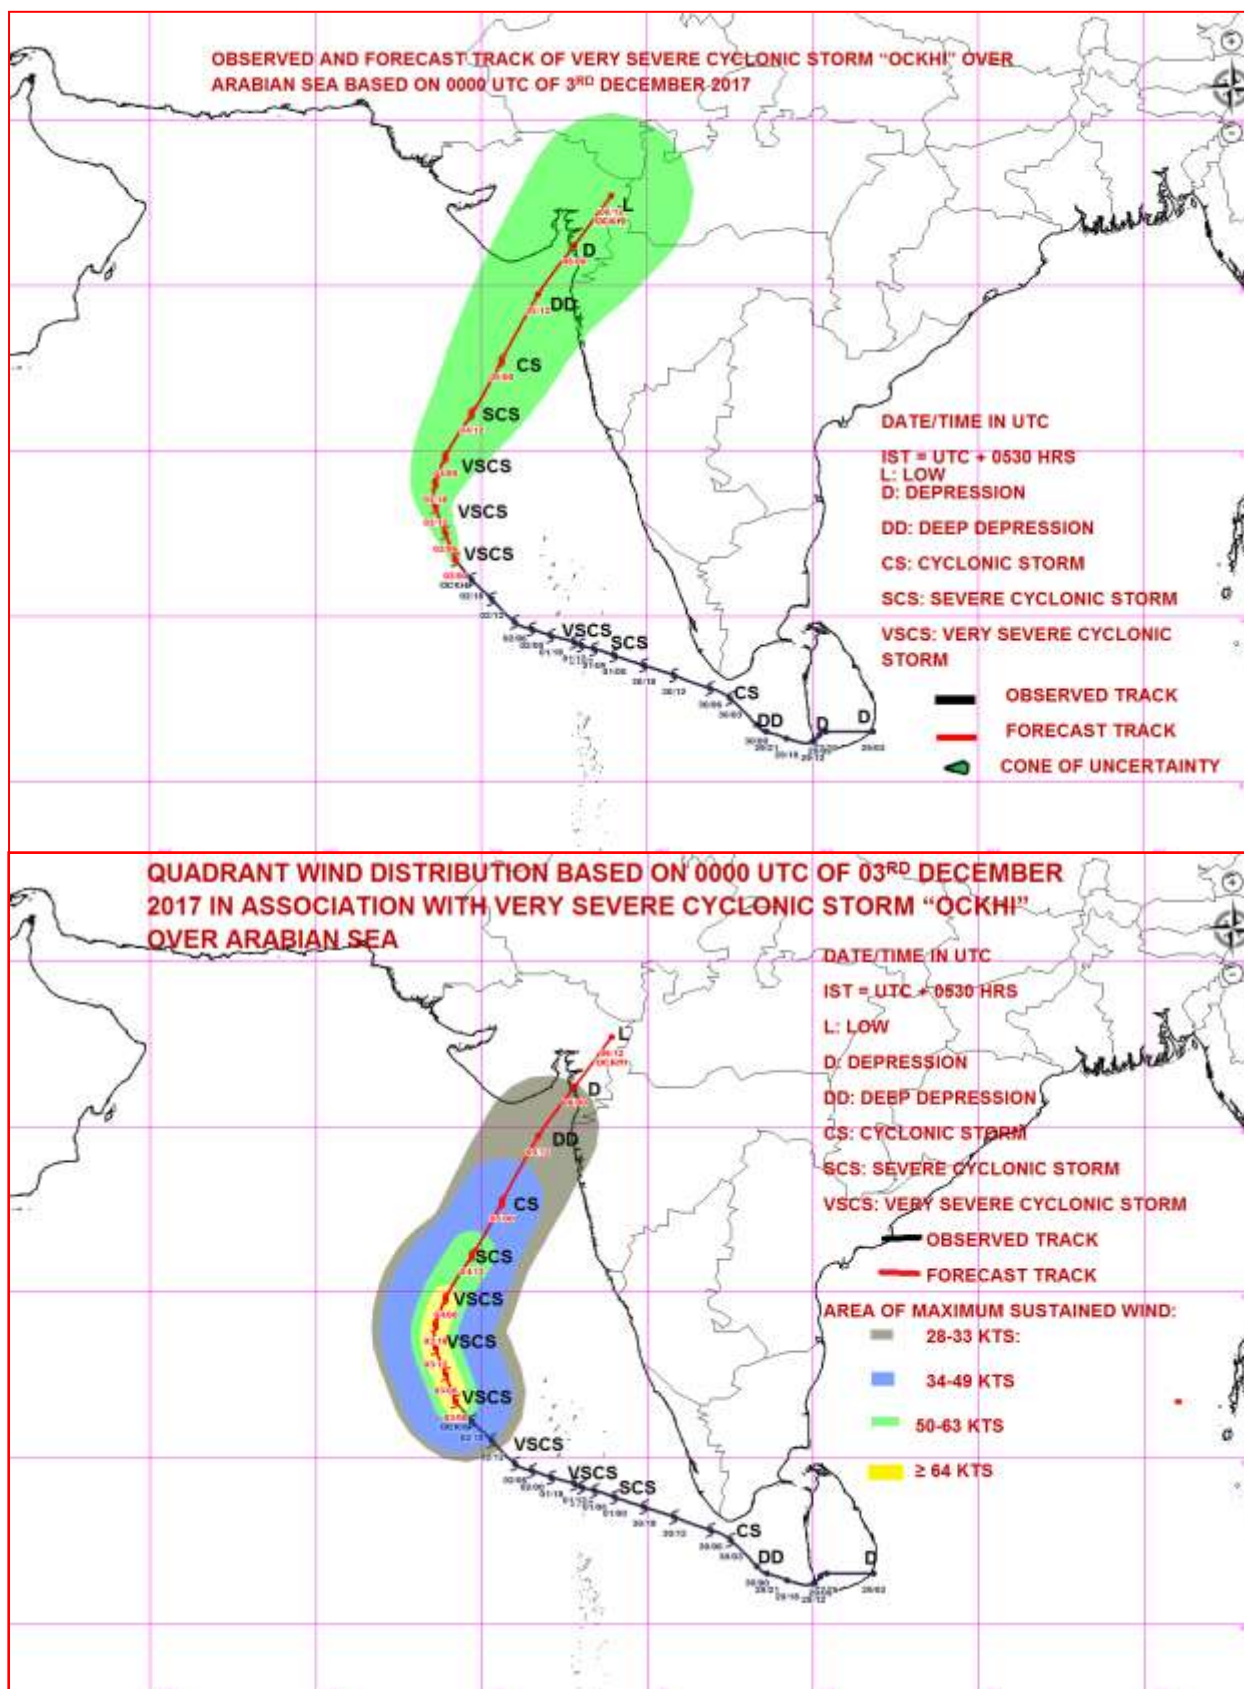 OBSERVED AND FORECAST TRACK OF VERY SEVERE CYCLONIC STORM “OCKHI” OVER
ARABIAN SEA BASED ON 0000 UTC OF 3RD DECEMBER 2017
L
D
DD
CS
SCS
VSCS
VSCS
VSCS
VSCS
SCS
CS
DD
D
D
DATE/TIME IN UTC
IST = UTC + 0530 HRS
L: LOW
D: DEPRESSION
DD: DEEP DEPRESSION
CS: CYCLONIC STORM
SCS: SEVERE CYCLONIC STORM
VSCS: VERY SEVERE CYCLONIC
STORM
OBSERVED TRACK
FORECAST TRACK
CONE OF UNCERTAINTY
QUADRANT WIND DISTRIBUTION BASED ON 0000 UTC OF 03RD DECEMBER
2017 IN ASSOCIATION WITH VERY SEVERE CYCLONIC STORM “OCKHI”
OVER ARABIAN SEA
L
D
DD
CS
SCS
VSCS
VSCS
VSCS
VSCS
VSCS
SCS
CS
DD
D
DATE/TIME IN UTC
IST = UTC + 0530 HRS
L: LOW
D: DEPRESSION
DD: DEEP DEPRESSION
CS: CYCLONIC STORM
SCS: SEVERE CYCLONIC STORM
VSCS: VERY SEVERE CYCLONIC STORM
OBSERVED TRACK
FORECAST TRACK
AREA OF MAXIMUM SUSTAINED WIND:
28-33 KTS:
34-49 KTS
50-63 KTS
≥ 64 KTS